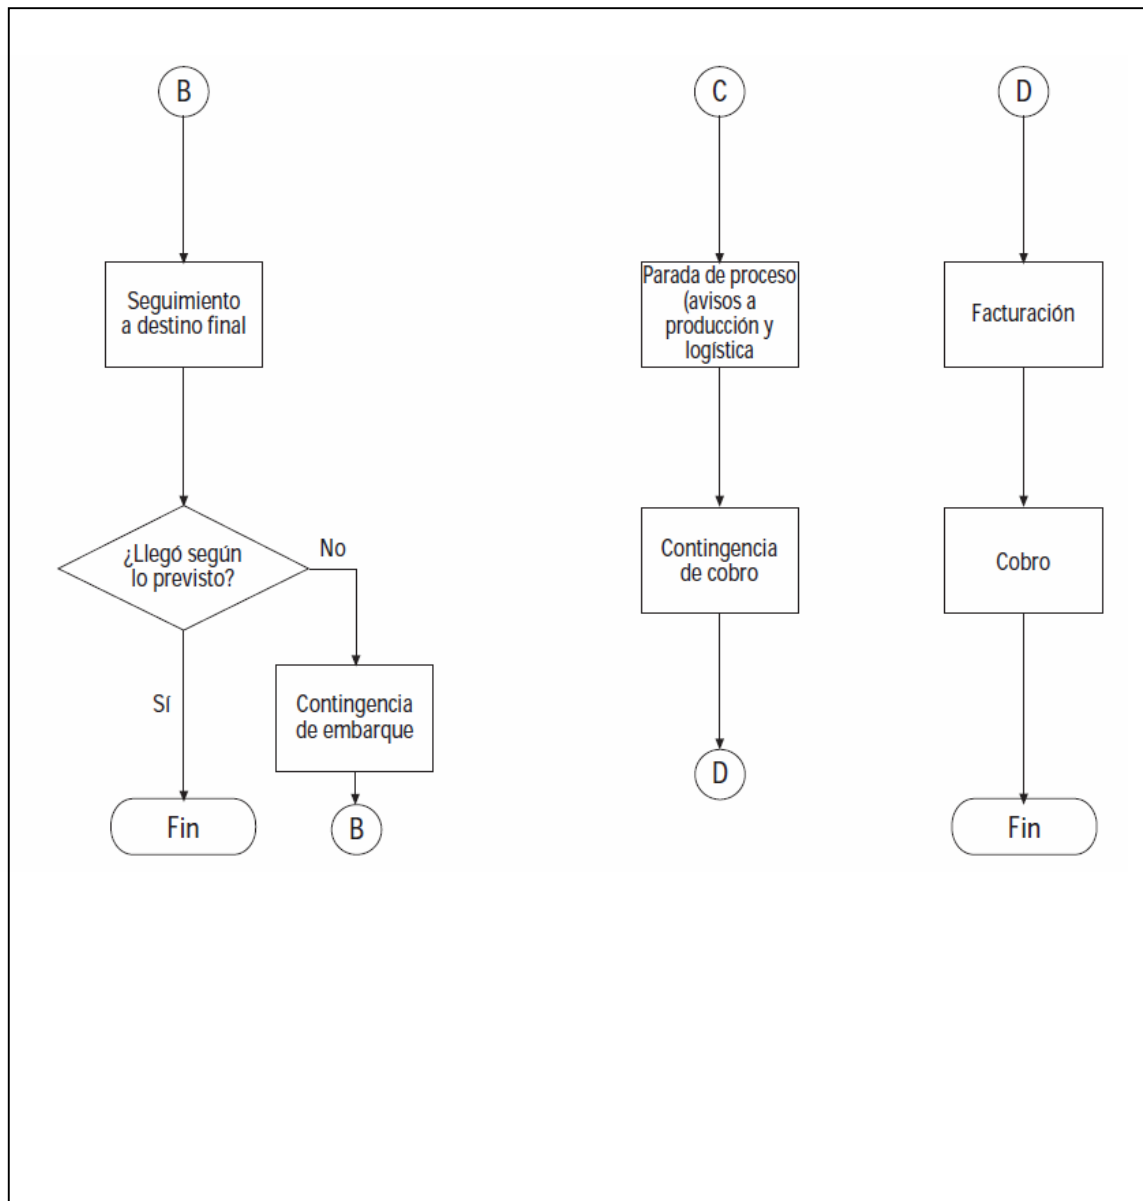 B
C
D
Seguimiento
a destino final
Parada de proceso
(avisos a
producción y
logística
Facturación
¿Llegó según
lo previsto?
No
Contingencia
de cobro
Cobro
Sí
Contingencia
de embarque
D
Fin
B
Fin